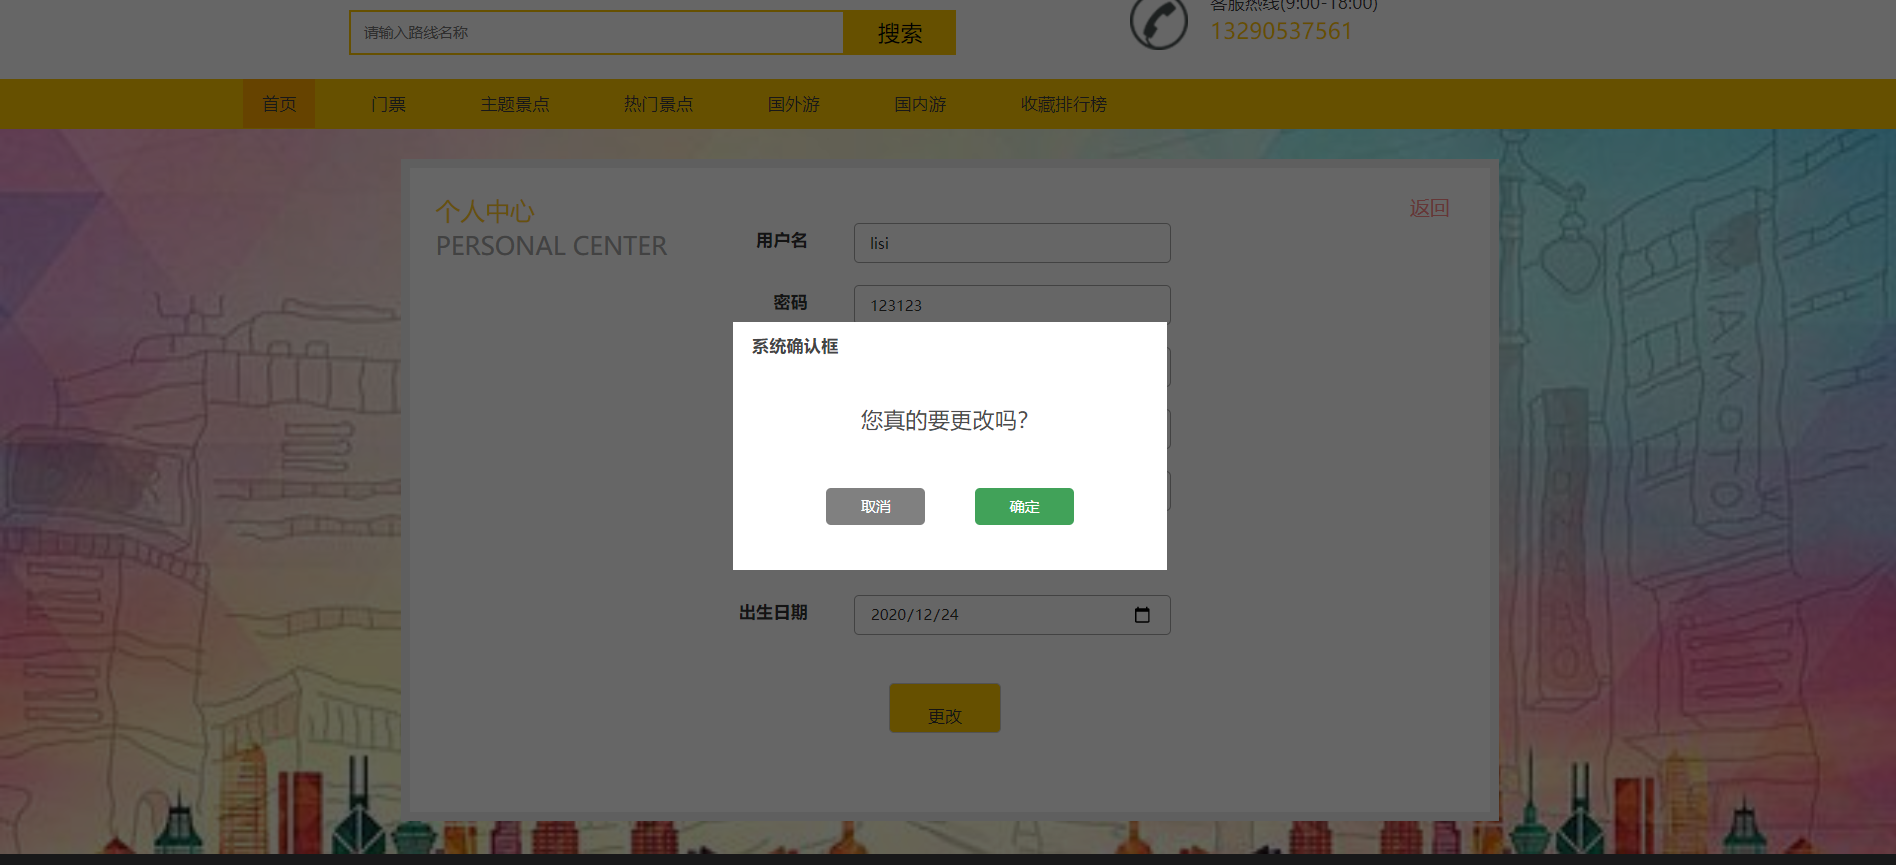 客服热线(9:00-18:00)
请输入路线名称
搜索
13290537561
首页
门票
主题景点
热门景点
国外游
国内游
收藏排行榜
个人中心
PERSONAL CENTER
返回
用户名
lisi
密码
123123
系统确认框
您真的要更改吗?
取消
确定
出生日期
2020/12/24
更改
MIAMOTO